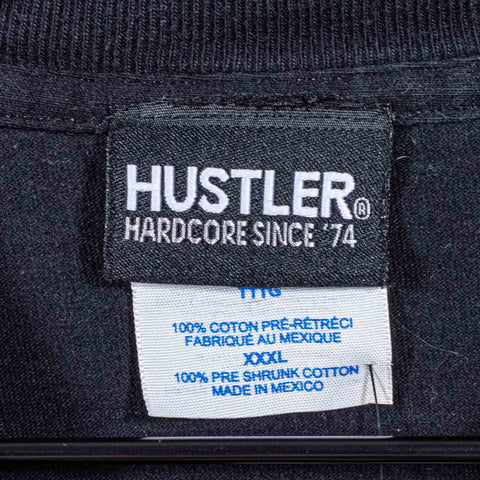 HUSTLER®
HARDCORE SINCE '74
TTTG
100% COTON PRÉ-RÉTRÉCI
FABRIQUÉ AU MEXIQUE
XXXL
100% PRE SHRUNK COTTON
MADE IN MEXICO